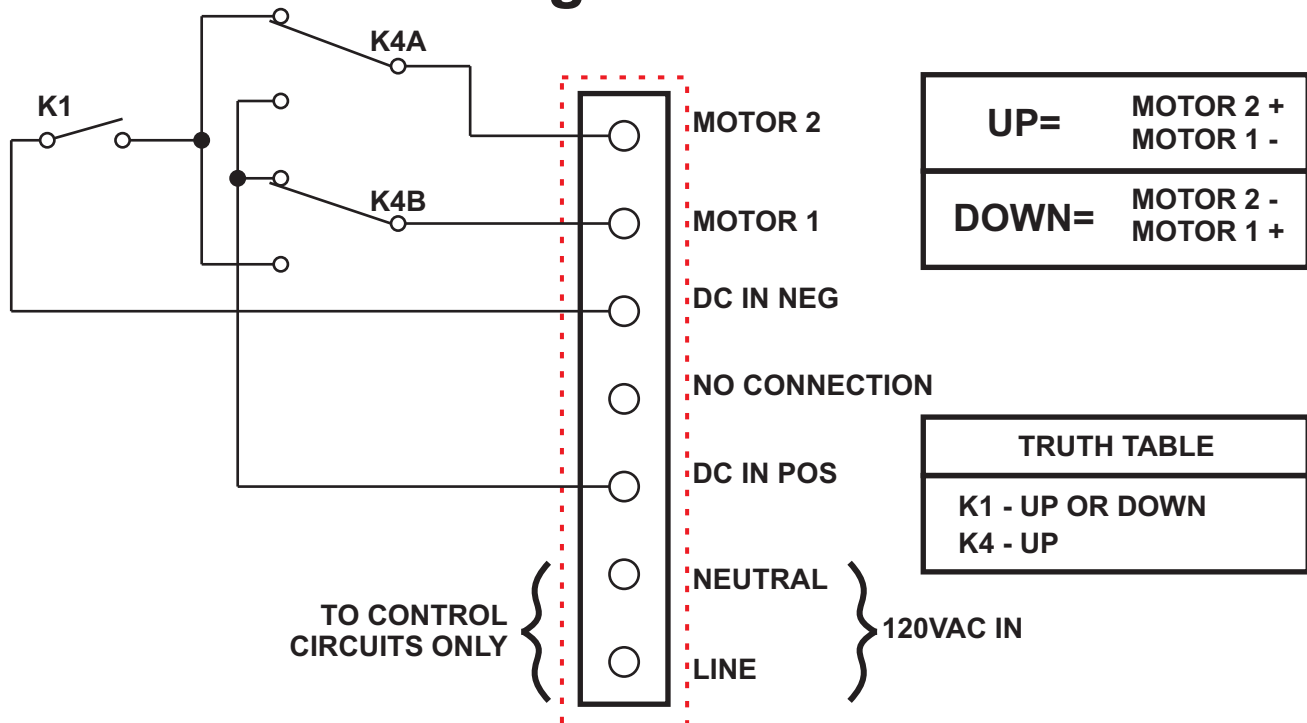 K4A
K1
K4B
MOTOR 2
MOTOR 1
DC IN NEG
NO CONNECTION
DC IN POS
NEUTRAL
LINE
TO CONTROL
CIRCUITS ONLY
120VAC IN
UP=
MOTOR 2 +
MOTOR 1 -
DOWN=
MOTOR 2 -
MOTOR 1 +
TRUTH TABLE
K1 - UP OR DOWN
K4 - UP